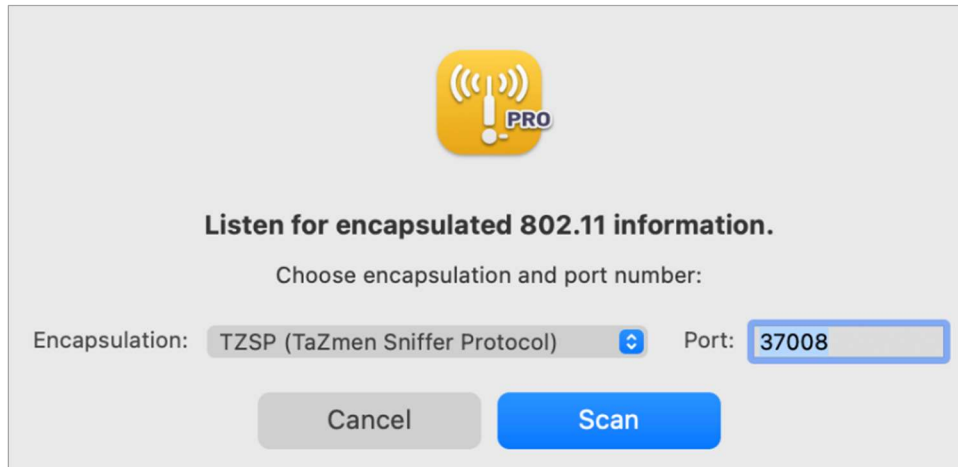 PRO
Listen for encapsulated 802.11 information.
Choose encapsulation and port number:
Encapsulation: TZSP (TaZmen Sniffer Protocol) Port: 37008
Cancel Scan